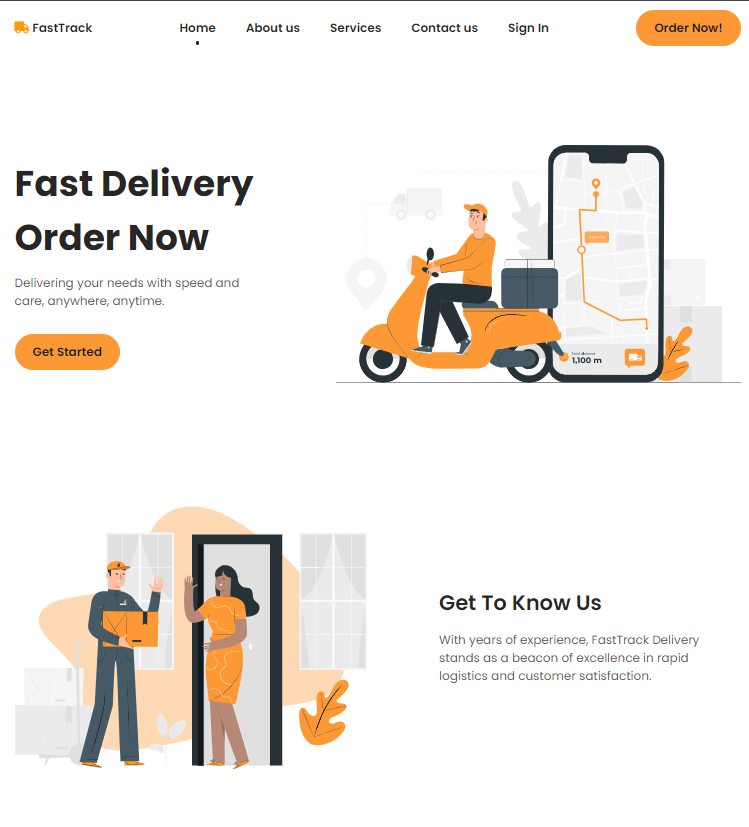 FastTrack
Home
About us
Services
Contact us
Sign In
Order Now!
Fast Delivery
Order Now
Delivering your needs with speed and
care, anywhere, anytime.
Get Started
Total distance
1,100 m
Get To Know Us
With years of experience, FastTrack Delivery
stands as a beacon of excellence in rapid
logistics and customer satisfaction.